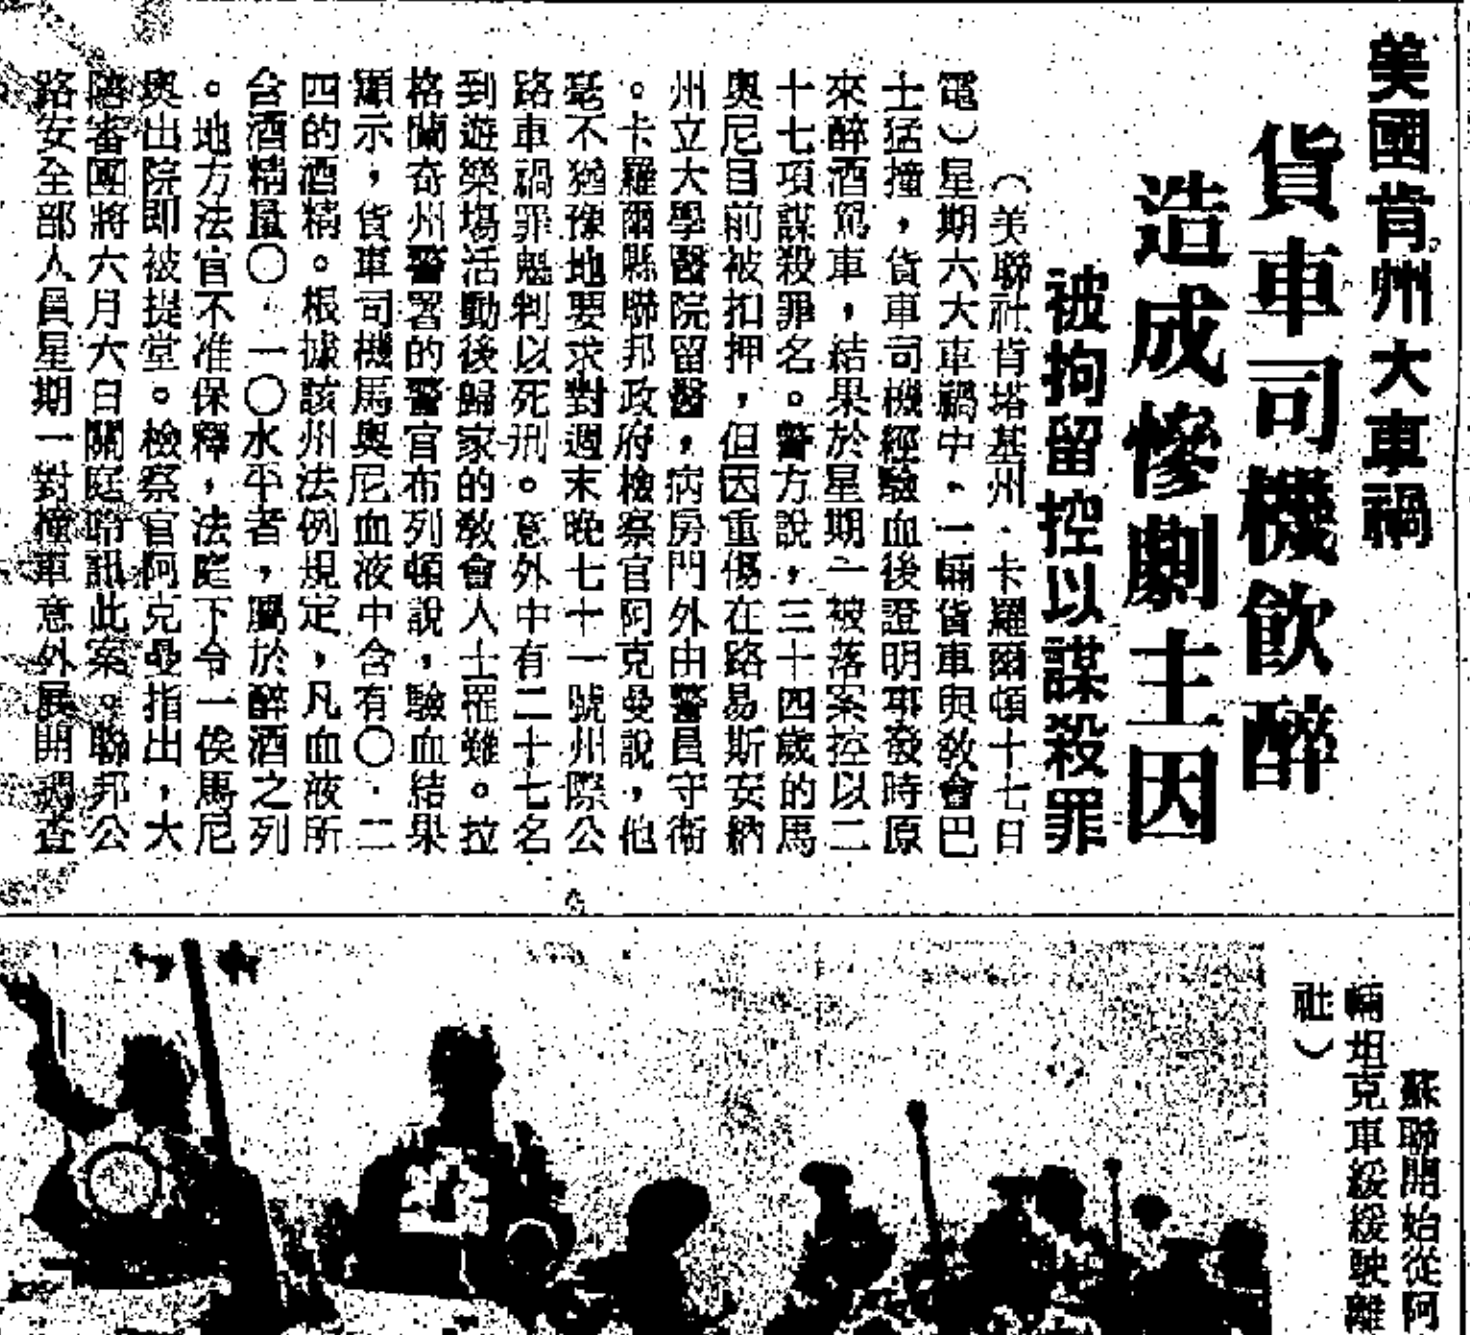 美國肯州大車禍
貨車司機飲醉
造成慘劇主因
被拘留控以謀殺罪
（美聯社肯塔基州．卡羅爾頓十七日
電）星期六大車禍中，一輛貨車與教會巴
士猛撞，貨車司機經驗血後證明事發時原
來醉酒駕車，結果於星期一被落案控以二
十七項謀殺罪名。警方說，三十四歲的馬
奧尼目前被扣押，但因重傷在路易斯安納
州立大學醫院留醫，病房門外由警員守衛
。卡羅爾縣聯邦政府檢察官阿克曼說，他
毫不猶豫地要求對週末晚七十一號州際公
路車禍罪魁判以死刑。意外中有二十七名
到遊樂場活動後歸家的教會人士罹難。拉
格蘭奇州警署的警官布列頓說，驗血結果
顯示，貨車司機馬奧尼血液中含有〇．二
四的酒精。根據該州法例規定，凡血液所
含酒精量〇．一〇水平者，屬於醉酒之列
。地方法官不准保釋，法庭下令一俟馬尼
奧出院即被提堂。檢察官阿克曼指出，大
陪審團將六月六日關庭聆訊此案。聯邦公
路安全部人員星期一對撞車意外展開調查
蘇聯開始從阿
輛坦克車緩緩駛離
社）